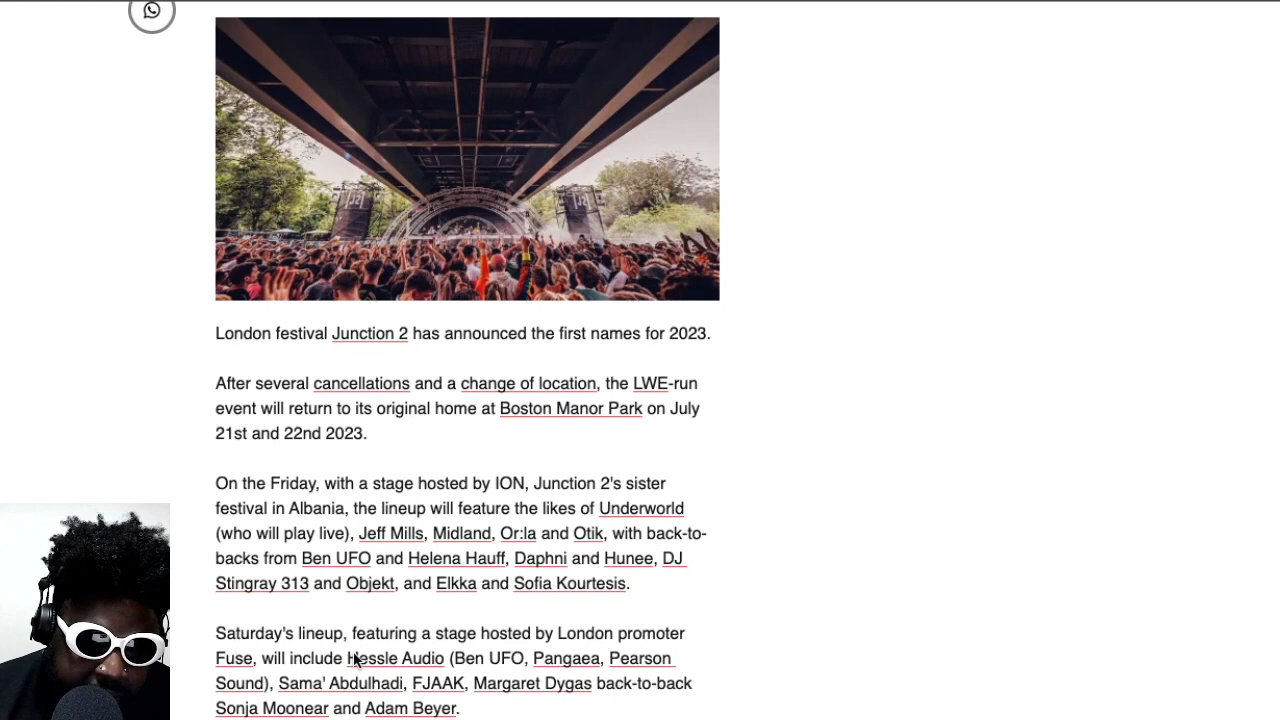 |J2|
|J2|
London festival Junction 2 has announced the first names for 2023.
After several cancellations and a change of location, the LWE-run
event will return to its original home at Boston Manor Park on July
21st and 22nd 2023.
On the Friday, with a stage hosted by ION, Junction 2's sister
festival in Albania, the lineup will feature the likes of Underworld
(who will play live), Jeff Mills, Midland, Or:la and Otik, with back-to-
backs from Ben UFO and Helena Hauff, Daphni and Hunee, DJ
Stingray 313 and Objekt, and Elkka and Sofia Kourtesis.
Saturday's lineup, featuring a stage hosted by London promoter
Fuse, will include Hessle Audio (Ben UFO, Pangaea, Pearson
Sound), Sama' Abdulhadi, FJAAK, Margaret Dygas back-to-back
Sonja Moonear and Adam Beyer.